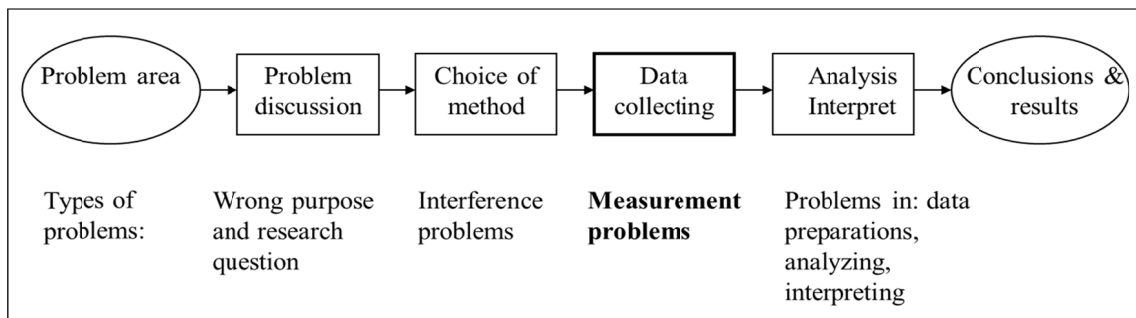 Problem area
Problem
discussion
Choice of
method
Data
collecting
Analysis
Interpret
Conclusions &
results
Types of
problems:
Wrong purpose
and research
question
Interference
problems
Measurement
problems
Problems in: data
preparations,
analyzing,
interpreting